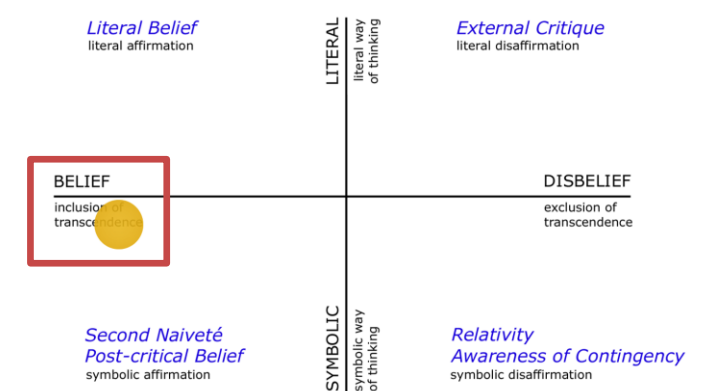 Literal Belief
literal affirmation
LITERAL
literal way
of thinking
External Critique
literal disaffirmation
BELIEF
inclusion of
transcendence
DISBELIEF
exclusion of
transcendence
Second Naiveté
Post-critical Belief
symbolic affirmation
SYMBOLIC
symbolic way
of thinking
Relativity
Awareness of Contingency
symbolic disaffirmation